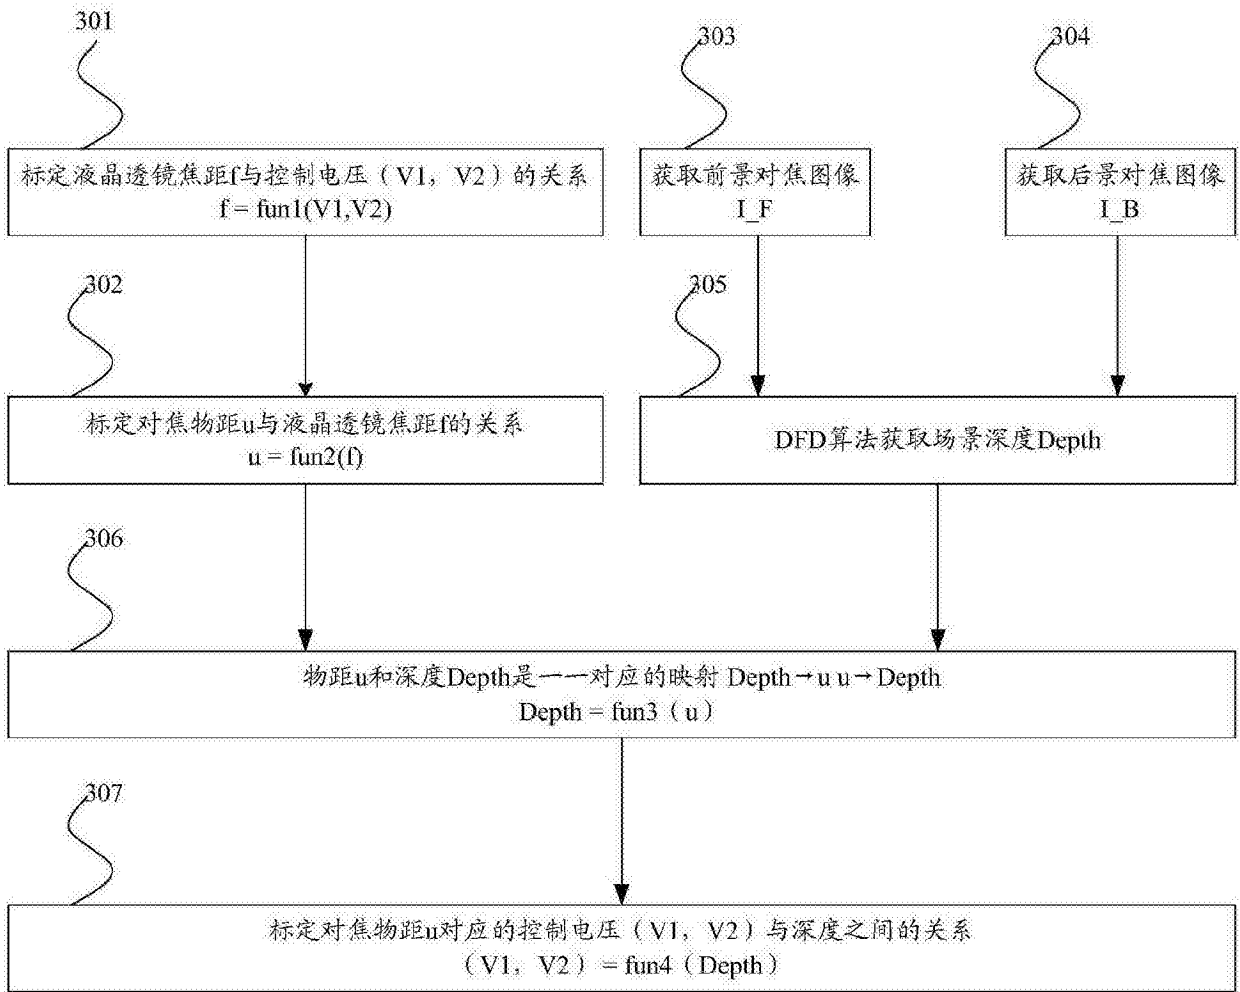 301
303
304
标定液晶透镜焦距f与控制电压（V1，V2）的关系
f = fun1(V1,V2)
获取前景对焦图像
I_F
获取后景对焦图像
I_B
302
305
标定对焦物距u与液晶透镜焦距f的关系
u = fun2(f)
DFD算法获取场景深度Depth
306
物距u和深度Depth是一一对应的映射 Depth→u u→Depth
Depth = fun3（u）
307
标定对焦物距u对应的控制电压（V1，V2）与深度之间的关系
（V1，V2）= fun4（Depth）